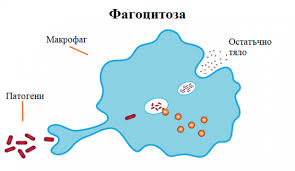 Фагоцитоза
Макрофаг
Остатъчно
тяло
Патогени